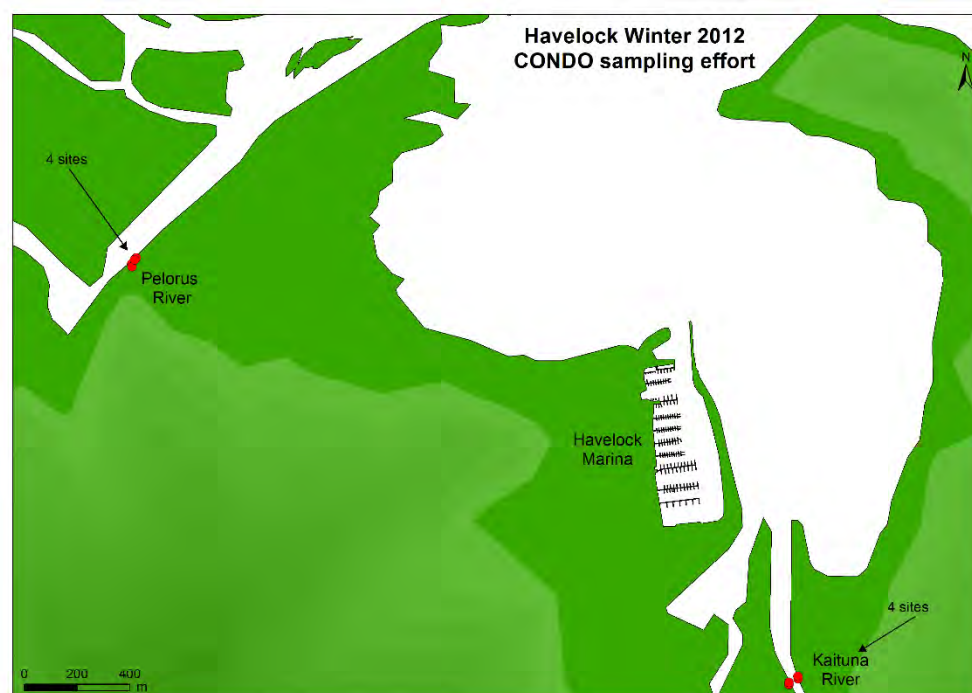 Havelock Winter 2012
CONDO sampling effort
N
4 sites
Pelorus
River
Havelock
Marina
4 sites
Kaituna
River
0 200 400
m